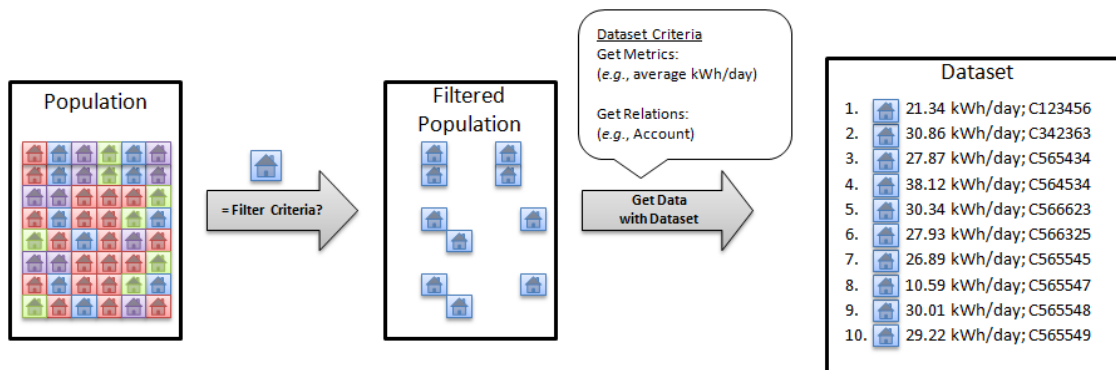 Population
= Filter Criteria?
Filtered
Population
Dataset Criteria
Get Metrics:
(e.g., average kWh/day)
Get Relations:
(e.g., Account)
Get Data
with Dataset
Dataset
1. 21.34 kWh/day; C123456
2. 30.86 kWh/day; C342363
3. 27.87 kWh/day; C565434
4. 38.12 kWh/day; C564534
5. 30.34 kWh/day; C566623
6. 27.93 kWh/day; C566325
7. 26.89 kWh/day; C565545
8. 10.59 kWh/day; C565547
9. 30.01 kWh/day; C565548
10. 29.22 kWh/day; C565549